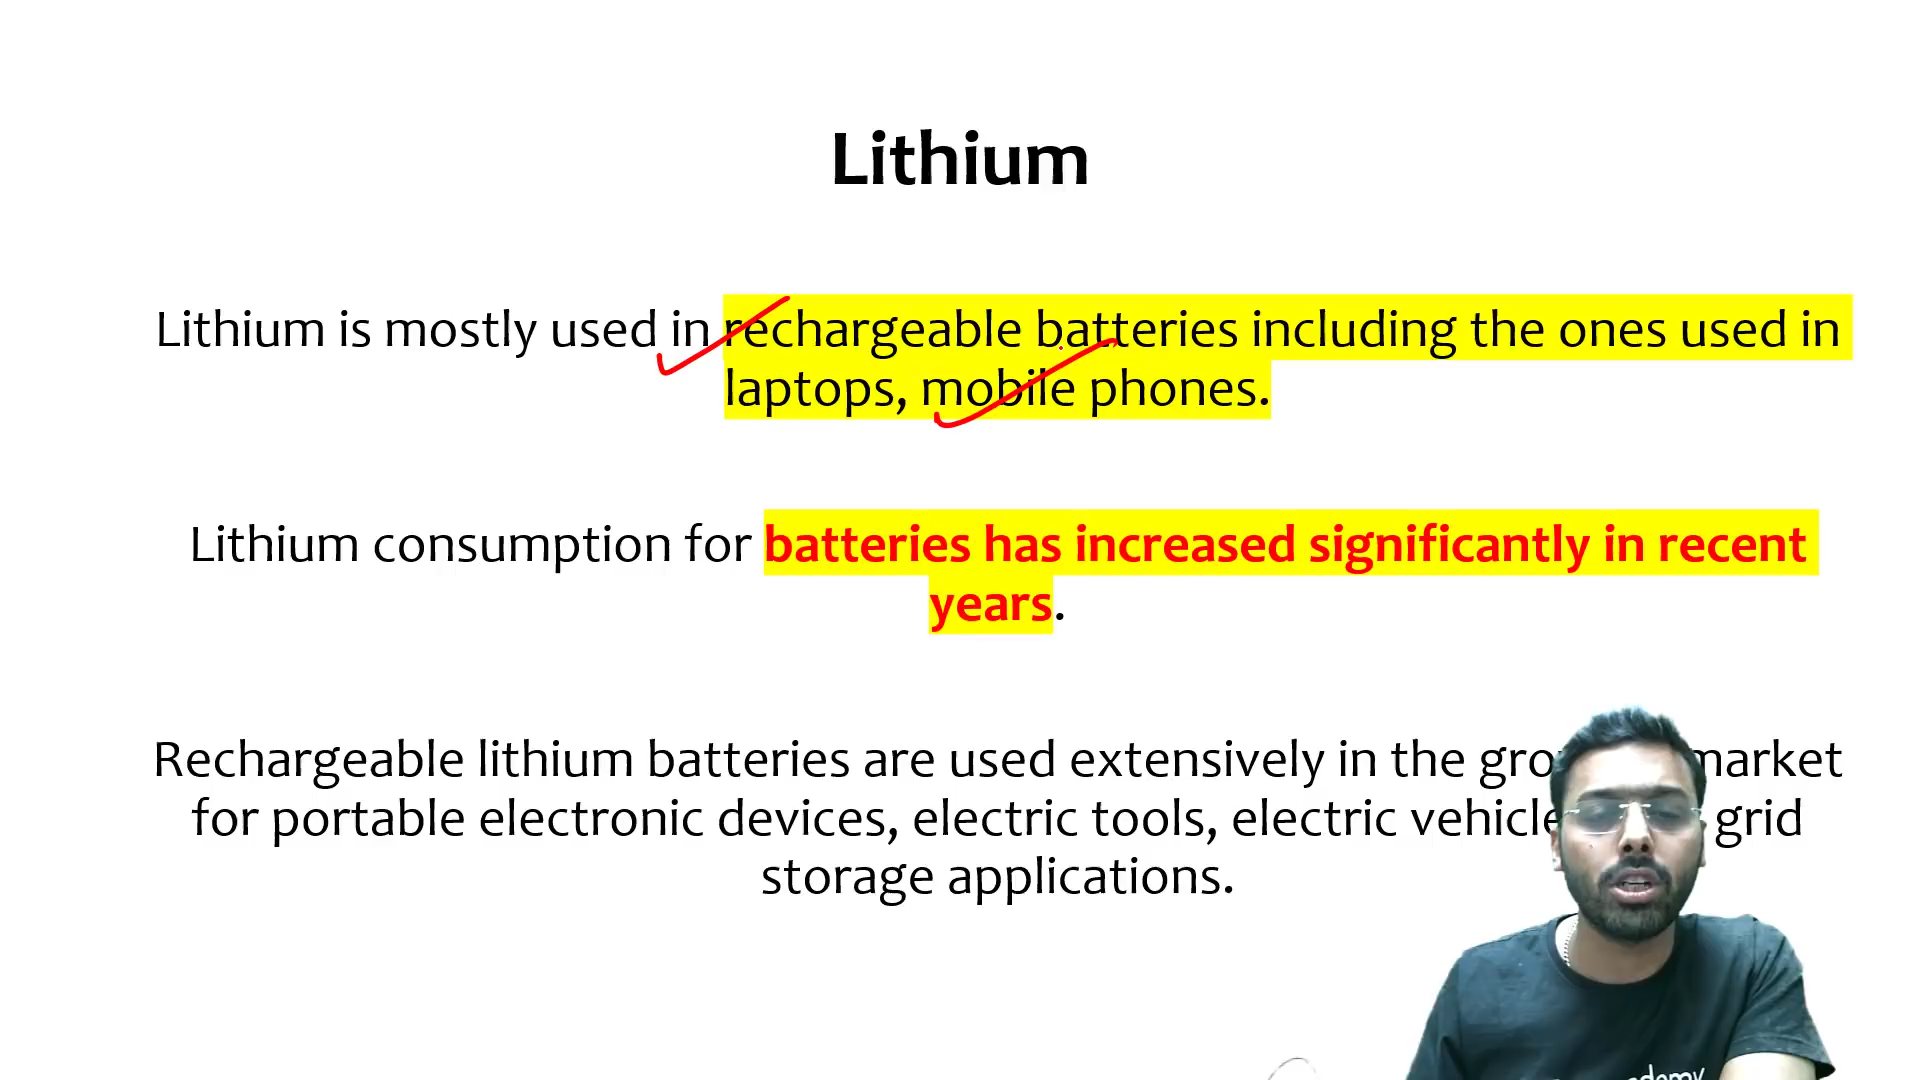 Lithium
Lithium is mostly used in rechargeable batteries including the ones used in
laptops, mobile phones.
Lithium consumption for batteries has increased significantly in recent
years.
Rechargeable lithium batteries are used extensively in the market
for portable electronic devices, electric tools, electric grid
storage applications.